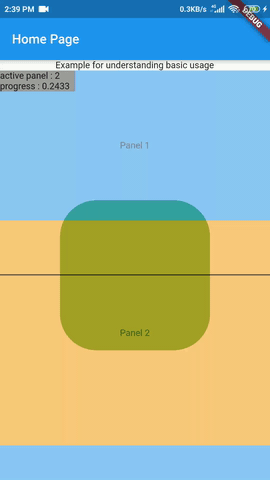 2:39 PM 0.3KB/s 4G
DEBUG
Home Page
Example for understanding basic usage
active panel : 2
progress : 0.2433
Panel 1
Panel 2